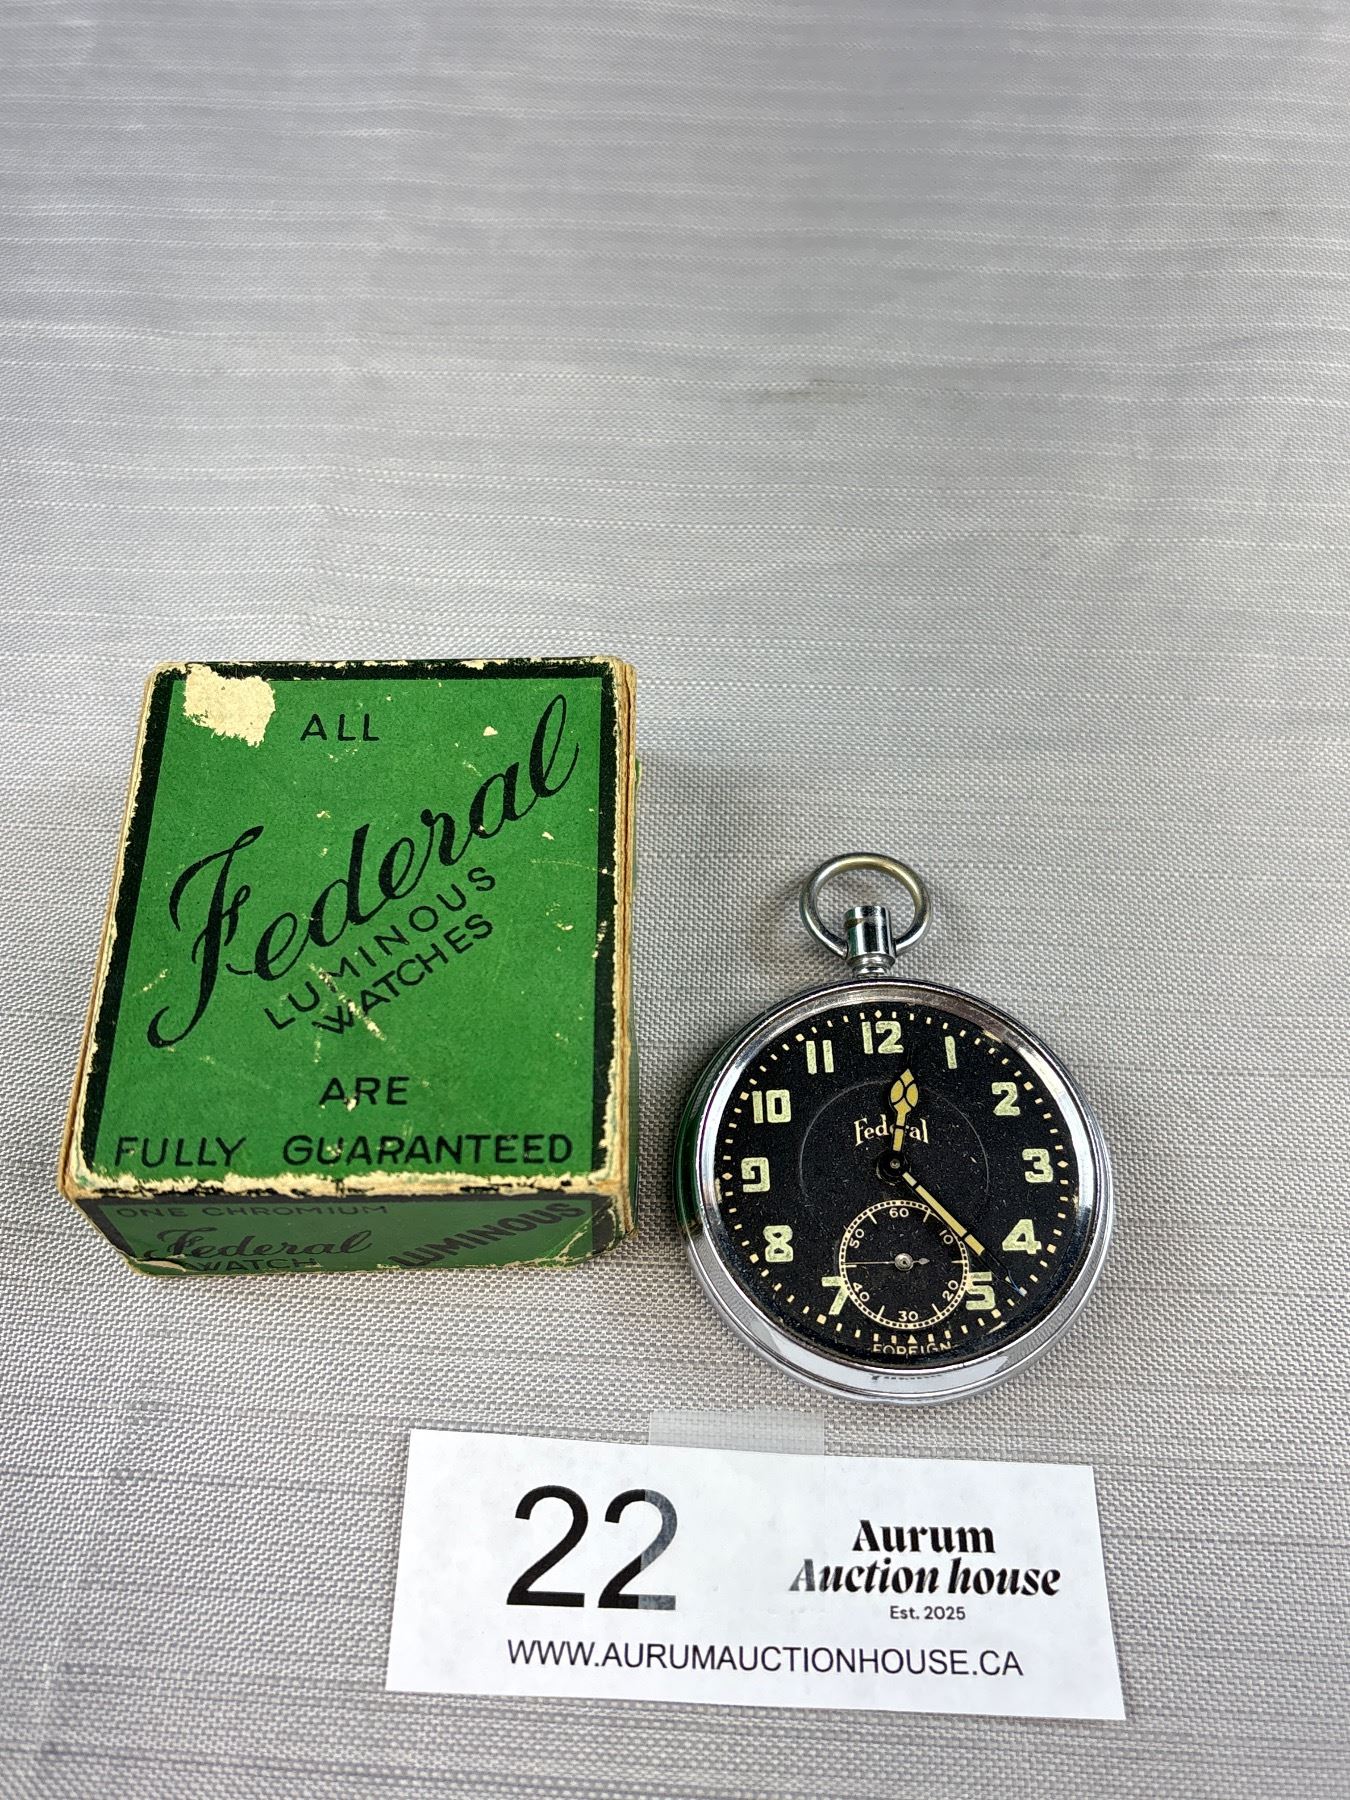 ALL
Federal
LUMINOUS
WATCHES
ARE
FULLY GUARANTEED
ONE CHROMIUM
Federal
WATCH
LUMINOUS
12
1
2
3
4
5
7
8
9
10
11
Federal
60
10
20
30
40
50
FOREIGN
22
Aurum
Auction house
Est. 2025
WWW.AURUMAUCTIONHOUSE.CA